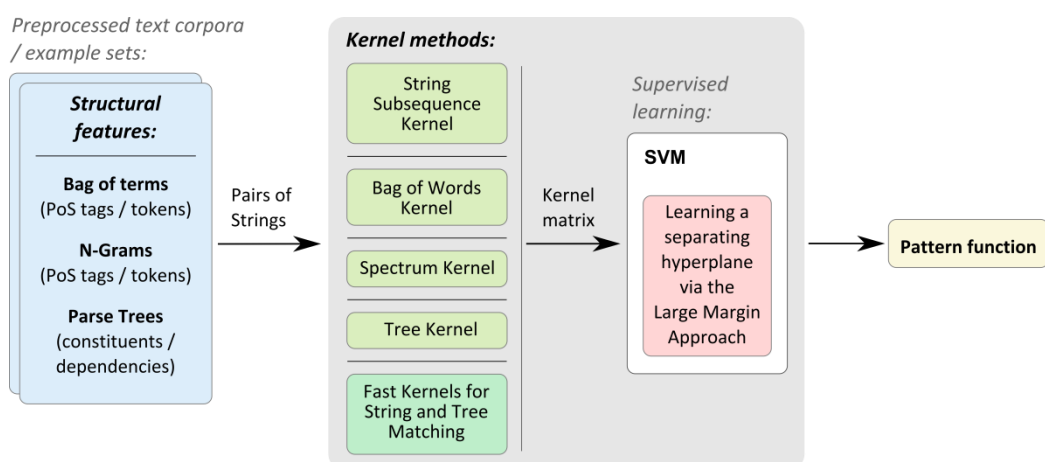 Preprocessed text corpora
/ example sets:
Structural
features:
Bag of terms
(PoS tags / tokens)
N-Grams
(PoS tags / tokens)
Parse Trees
(constituents /
dependencies)
Pairs of
Strings
Kernel methods:
String
Subsequence
Kernel
Bag of Words
Kernel
Spectrum Kernel
Tree Kernel
Fast Kernels for
String and Tree
Matching
Kernel
matrix
Supervised
learning:
SVM
Learning a
separating
hyperplane
via the
Large Margin
Approach
Pattern function